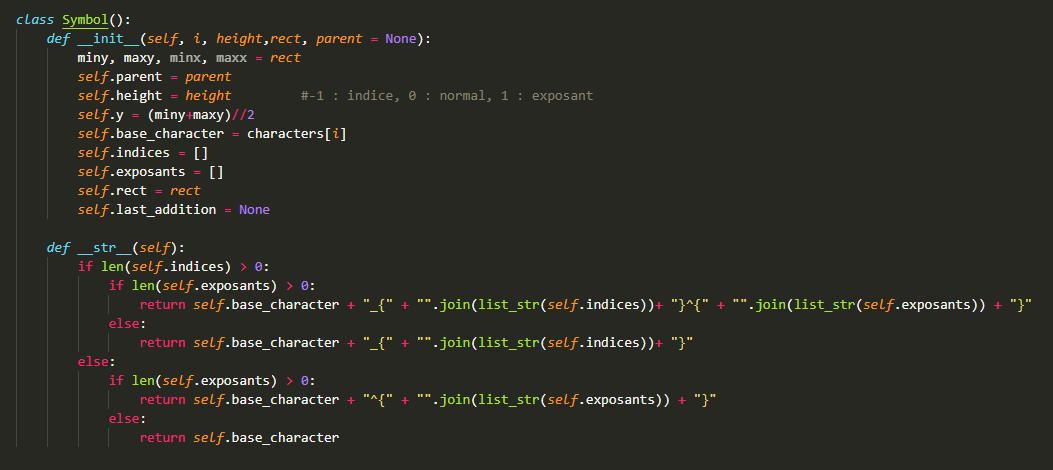 class Symbol():
    def __init__(self, i, height,rect, parent = None):
        miny, maxy, minx, maxx = rect
        self.parent = parent
        self.height = height         #-1 : indice, 0 : normal, 1 : exposant
        self.y = (miny+maxy)//2
        self.base_character = characters[i]
        self.indices = []
        self.exposants = []
        self.rect = rect
        self.last_addition = None

    def __str__(self):
        if len(self.indices) > 0:
            if len(self.exposants) > 0:
                return self.base_character + "_{" + "".join(list_str(self.indices))+ "}^{" + "".join(list_str(self.exposants)) + "}"
            else:
                return self.base_character + "_{" + "".join(list_str(self.indices))+ "}"
        else:
            if len(self.exposants) > 0:
                return self.base_character + "^{" + "".join(list_str(self.exposants)) + "}"
            else:
                return self.base_character